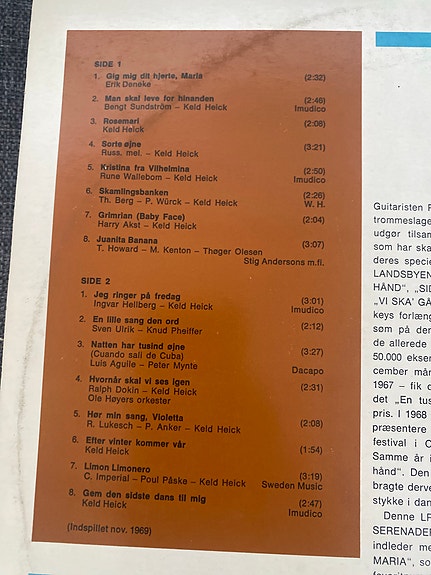 SIDE 1
1. Gig mig dit hjerte, Maria (2:32)
Erik Deneke
2. Man skal leve for hinanden (2:46)
Bengt Sundström – Keld Heick Imudico
3. Rosemari (2:08)
Keld Heick
4. Sorte øjne (3:21)
Russ. mel. – Keld Heick
5. Kristina fra Vilhelmina (2:50)
Rune Wallebom – Keld Heick Imudico
6. Skamlingsbanken (2:26)
Th. Berg – P. Würck – Keld Heick W. H.
7. Grimrian (Baby Face) (2:04)
Harry Akst – Keld Heick
8. Juanita Banana (3:07)
T. Howard – M. Kenton – Thøger Olesen
Stig Andersons m.fl.
SIDE 2
1. Jeg ringer på fredag (3:01)
Ingvar Hellberg – Keld Heick Imudico
2. En lille sang den ord (2:12)
Sven Ulrik – Knud Pheiffer
3. Natten har tusind øjne (3:27)
(Cuando sali de Cuba)
Luis Aguile – Peter Mynte Dacapo
4. Hvornår skal vi ses igen (2:31)
Ralph Dokin – Keld Heick
Ole Høyers orkester
5. Hør min sang, Violetta (2:08)
R. Lukesch – P. Anker – Keld Heick
6. Efter vinter kommer vår (1:54)
Keld Heick
7. Limon Limonero (3:19)
C. Imperial – Poul Påske – Keld Heick Sweden Music
8. Gem den sidste dans til mig (2:47)
Keld Heick Imudico
(Indspillet nov. 1969)
Guitaristen
trommeslage
udgør tilsam
som har ska
deres specie
LANDSBYEN
HÅND", „SID
„VI SKA' GÅ
keys forlæng
søm på der
de allerede
50.000 ekser
cember mår
1967 – fik d
det „En tus
pris. I 1968
præsentere
festival i O
Samme år i
hånd". Den
bragte derve
stykke i dan
Denne LP
SERENADER
indleder me
MARIA", so